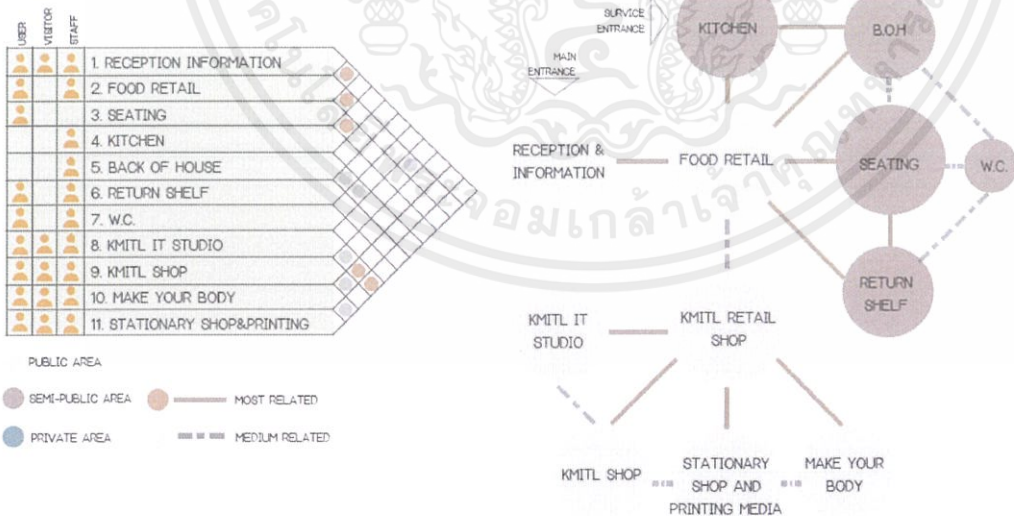 USER
VISITOR
STAFF
1. RECEPTION INFORMATION
2. FOOD RETAIL
3. SEATING
4. KITCHEN
5. BACK OF HOUSE
6. RETURN SHELF
7. W.C.
8. KMITL IT STUDIO
9. KMITL SHOP
10. MAKE YOUR BODY
11. STATIONARY SHOP&PRINTING
PUBLIC AREA
SEMI-PUBLIC AREA
MOST RELATED
PRIVATE AREA
MEDIUM RELATED
SURVICE
ENTRANCE
MAIN
ENTRANCE
KITCHEN
B.O.H
RECEPTION &
INFORMATION
FOOD RETAIL
SEATING
W.C.
RETURN
SHELF
KMITL IT
STUDIO
KMITL RETAIL
SHOP
KMITL SHOP
STATIONARY
SHOP AND
PRINTING MEDIA
MAKE YOUR
BODY